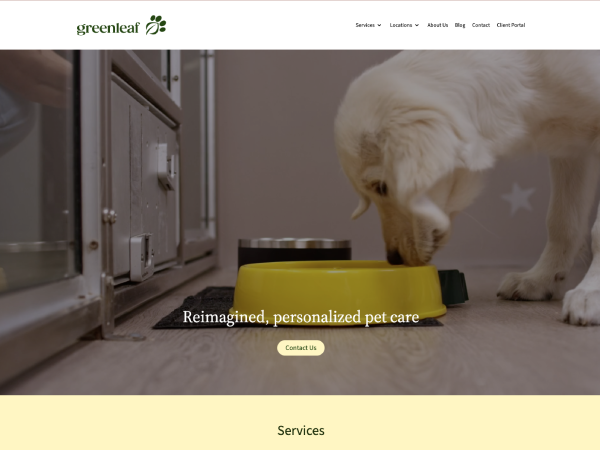 greenleaf
Services Locations About Us Blog Contact Client Portal
Reimagined, personalized pet care
Contact Us
Services